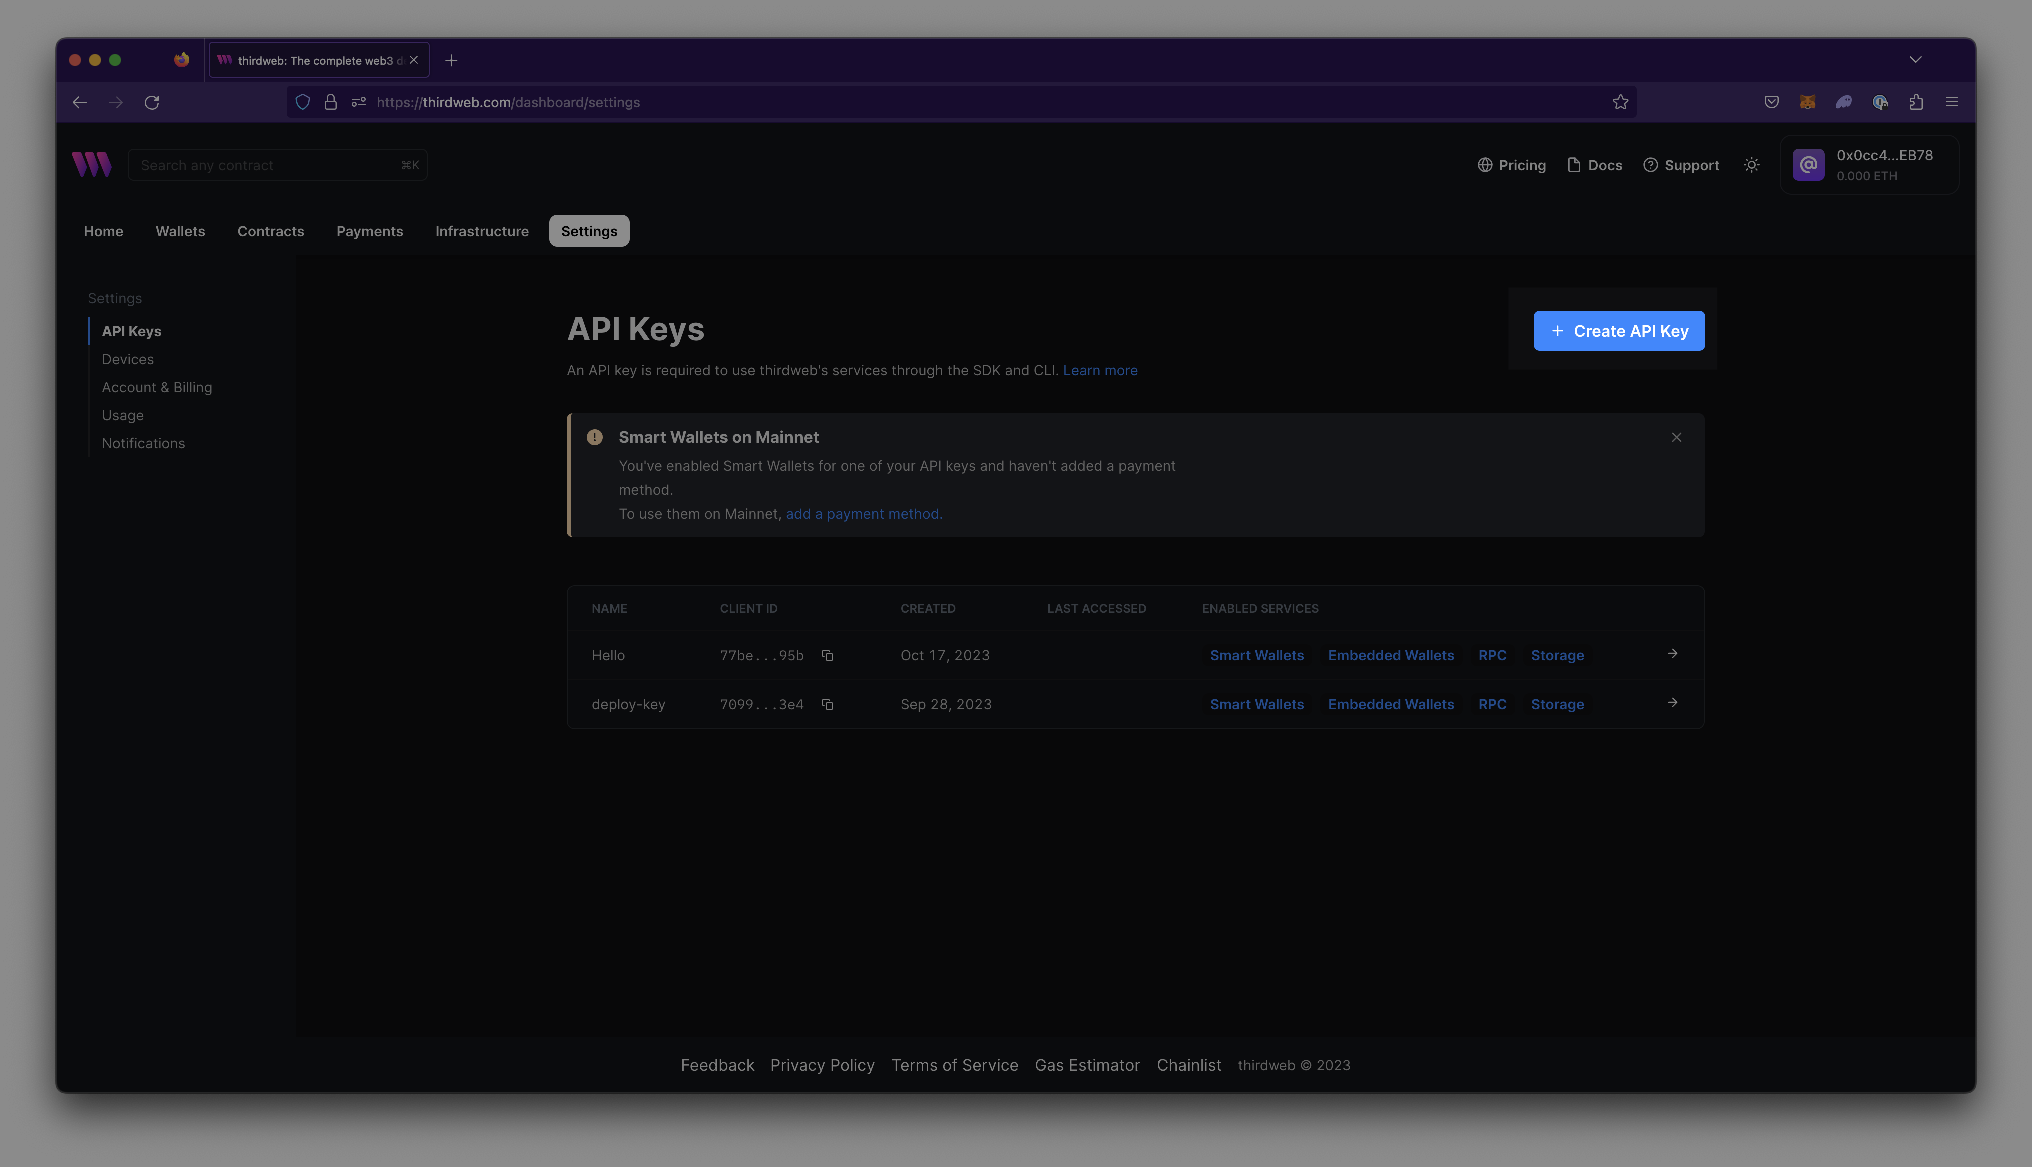 thirdweb: The complete web3 d
https://thirdweb.com/dashboard/settings
Search any contract
⌘K
Pricing
Docs
Support
@
0x0cc4...EB78
0.000 ETH
Home
Wallets
Contracts
Payments
Infrastructure
Settings
Settings
API Keys
Devices
Account & Billing
Usage
Notifications
API Keys
+ Create API Key
An API key is required to use thirdweb's services through the SDK and CLI. Learn more
Smart Wallets on Mainnet
You've enabled Smart Wallets for one of your API keys and haven't added a payment
method.
To use them on Mainnet, add a payment method.
NAME CLIENT ID CREATED LAST ACCESSED ENABLED SERVICES
Hello 77be...95b Oct 17, 2023 Smart Wallets Embedded Wallets RPC Storage
deploy-key 7099...3e4 Sep 28, 2023 Smart Wallets Embedded Wallets RPC Storage
Feedback Privacy Policy Terms of Service Gas Estimator Chainlist thirdweb © 2023